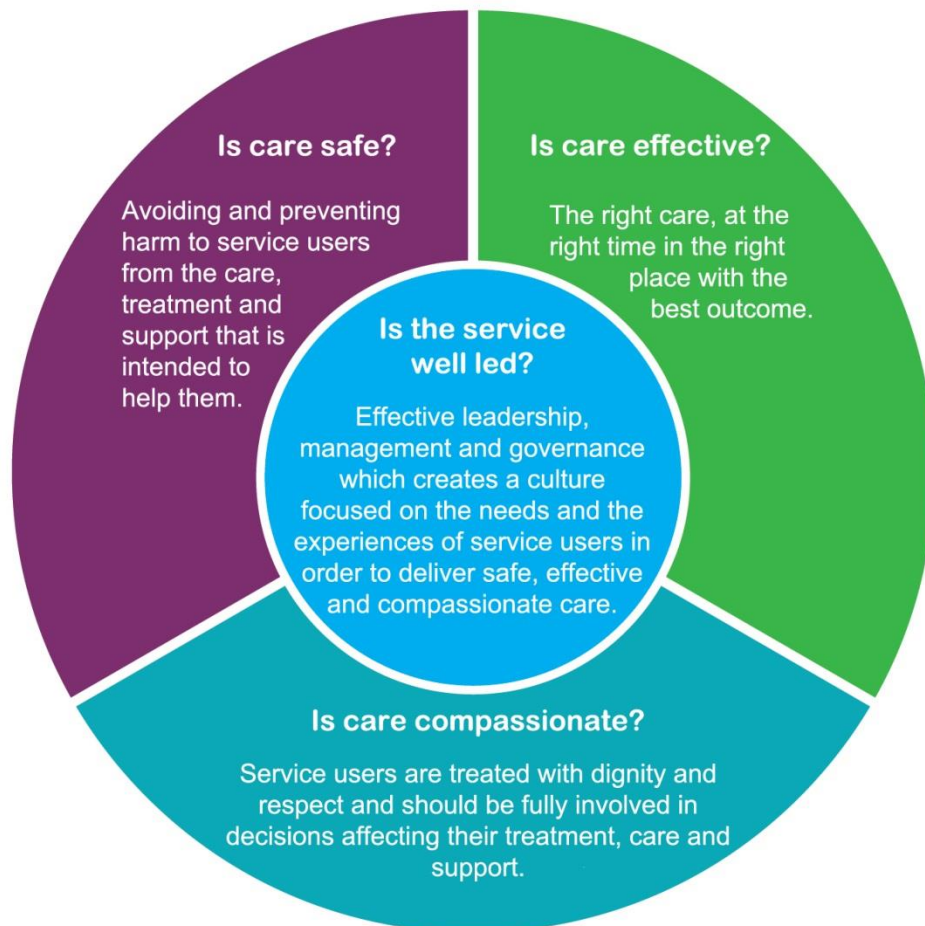 Is care safe?
Avoiding and preventing
harm to service users
from the care,
treatment and
support that is
intended to
help them.
Is care effective?
The right care, at the
right time in the right
place with the
best outcome.
Is the service
well led?
Effective leadership,
management and governance
which creates a culture
focused on the needs and the
experiences of service users in
order to deliver safe, effective
and compassionate care.
Is care compassionate?
Service users are treated with dignity and
respect and should be fully involved in
decisions affecting their treatment, care and
support.